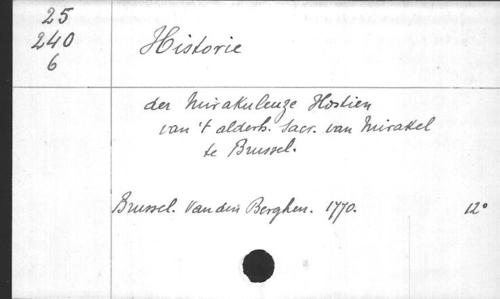 25
240
6
Historie
der Mirakuleuze Hostien
van 't alderh. Sacr. van Mirakel
te Brussel.
Brussel. Van den Berghen. 1770. 12°